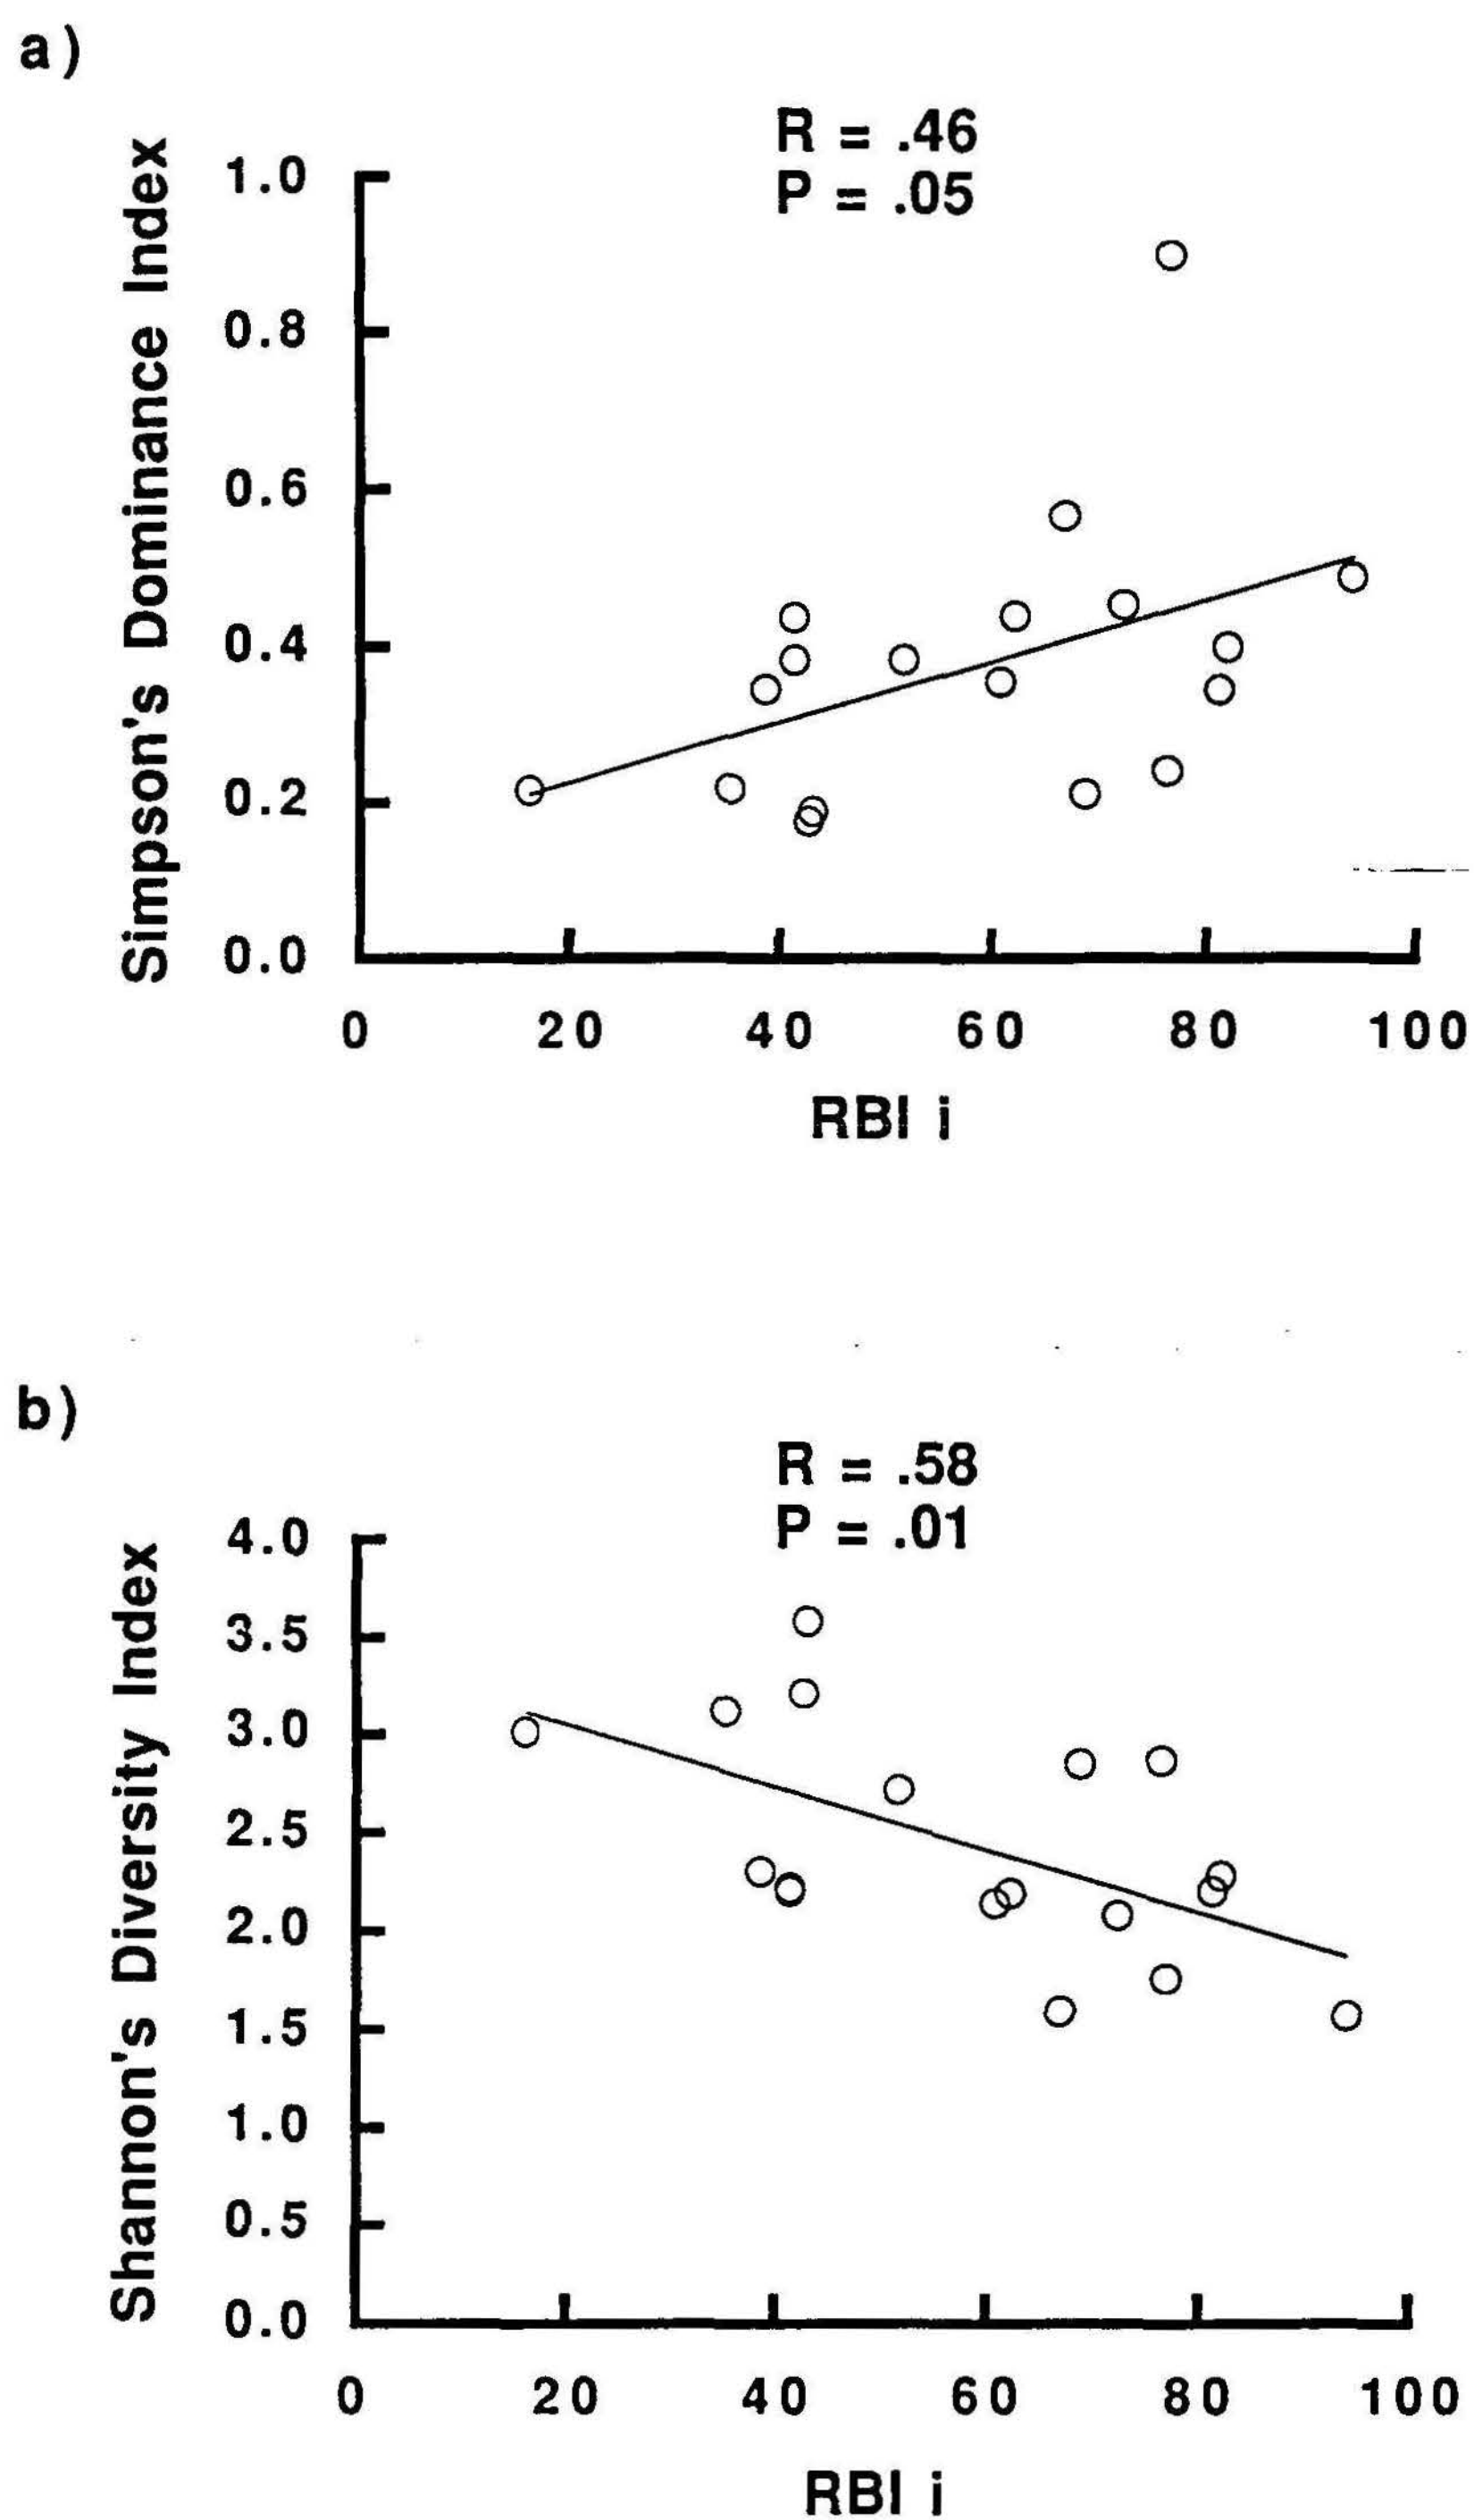 a)
R = .46
P = .05
Simpson's Dominance Index
1.0
0.8
0.6
0.4
0.2
0.0
0 20 40 60 80 100
RBI i
b)
R = .58
P = .01
Shannon's Diversity Index
4.0
3.5
3.0
2.5
2.0
1.5
1.0
0.5
0.0
0 20 40 60 80 100
RBI i